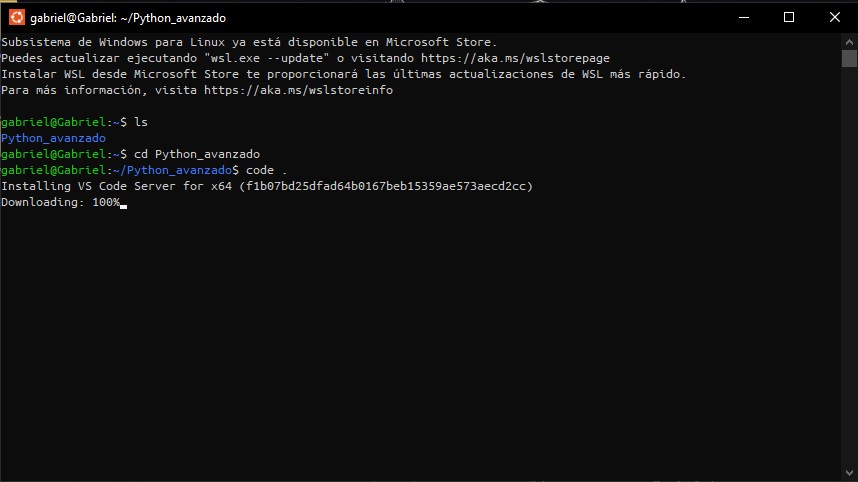 gabriel@Gabriel: ~/Python_avanzado
Subsistema de Windows para Linux ya está disponible en Microsoft Store.
Puedes actualizar ejecutando "wsl.exe --update" o visitando https://aka.ms/wslstorepage
Instalar WSL desde Microsoft Store te proporcionará las últimas actualizaciones de WSL más rápido.
Para más información, visita https://aka.ms/wslstoreinfo
gabriel@Gabriel:~$ ls
Python_avanzado
gabriel@Gabriel:~$ cd Python_avanzado
gabriel@Gabriel:~/Python_avanzado$ code .
Installing VS Code Server for x64 (f1b07bd25dfad64b0167beb15359ae573aecd2cc)
Downloading: 100%